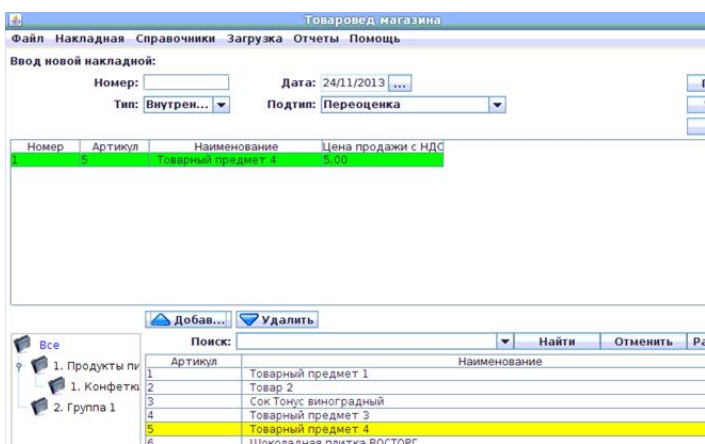 Товаровед магазина
Файл Накладная Справочники Загрузка Отчеты Помощь
Ввод новой накладной:
Номер: Дата: 24/11/2013 ...
Тип: Внутрен... Подтип: Переоценка
Номер Артикул Наименование Цена продажи с НДС
1 5 Товарный предмет 4 5.00
Добав... Удалить
Все
Поиск: Найти Отменить
Артикул Наименование
1. Продукты пи
1. Конфетки
2. Группа 1
1 Товарный предмет 1
2 Товар 2
3 Сок Тонус виноградный
4 Товарный предмет 3
5 Товарный предмет 4
6 Шоколадная плитка ВОСТОРГ